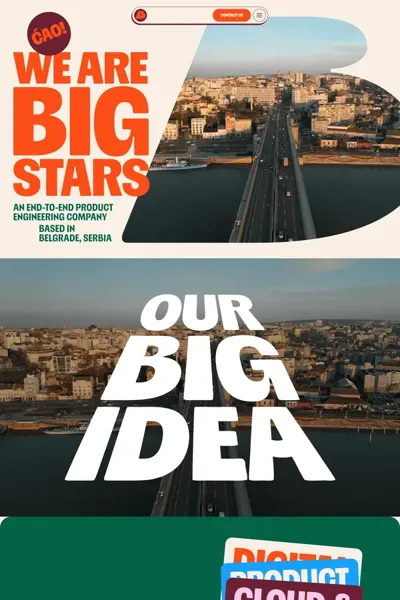 ĆAO!
CONTACT US
WE ARE
BIG
STARS
AN END-TO-END PRODUCT
ENGINEERING COMPANY
BASED IN
BELGRADE, SERBIA
OUR
BIG
IDEA
PRODUCT